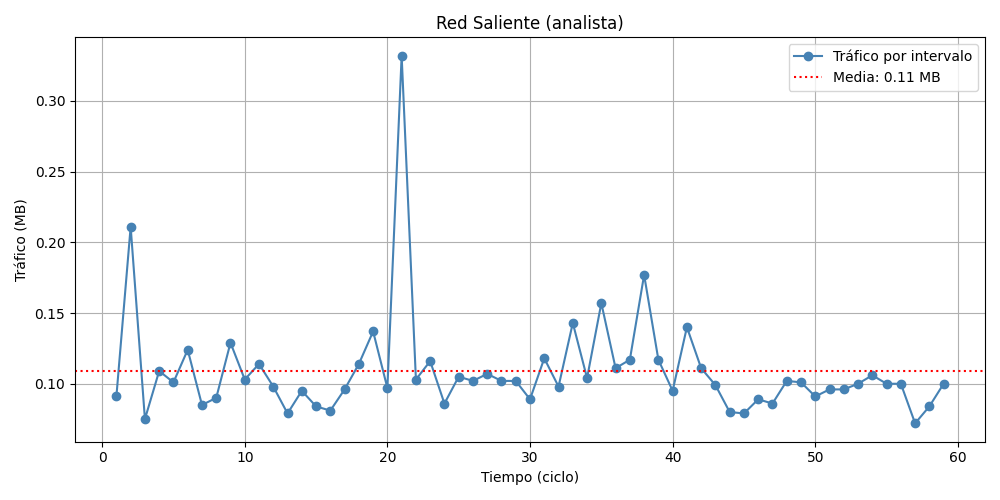 Red Saliente (analista)
Tráfico por intervalo
Media: 0.11 MB
Tráfico (MB)
0.30
0.25
0.20
0.15
0.10
0 10 20 30 40 50 60
Tiempo (ciclo)